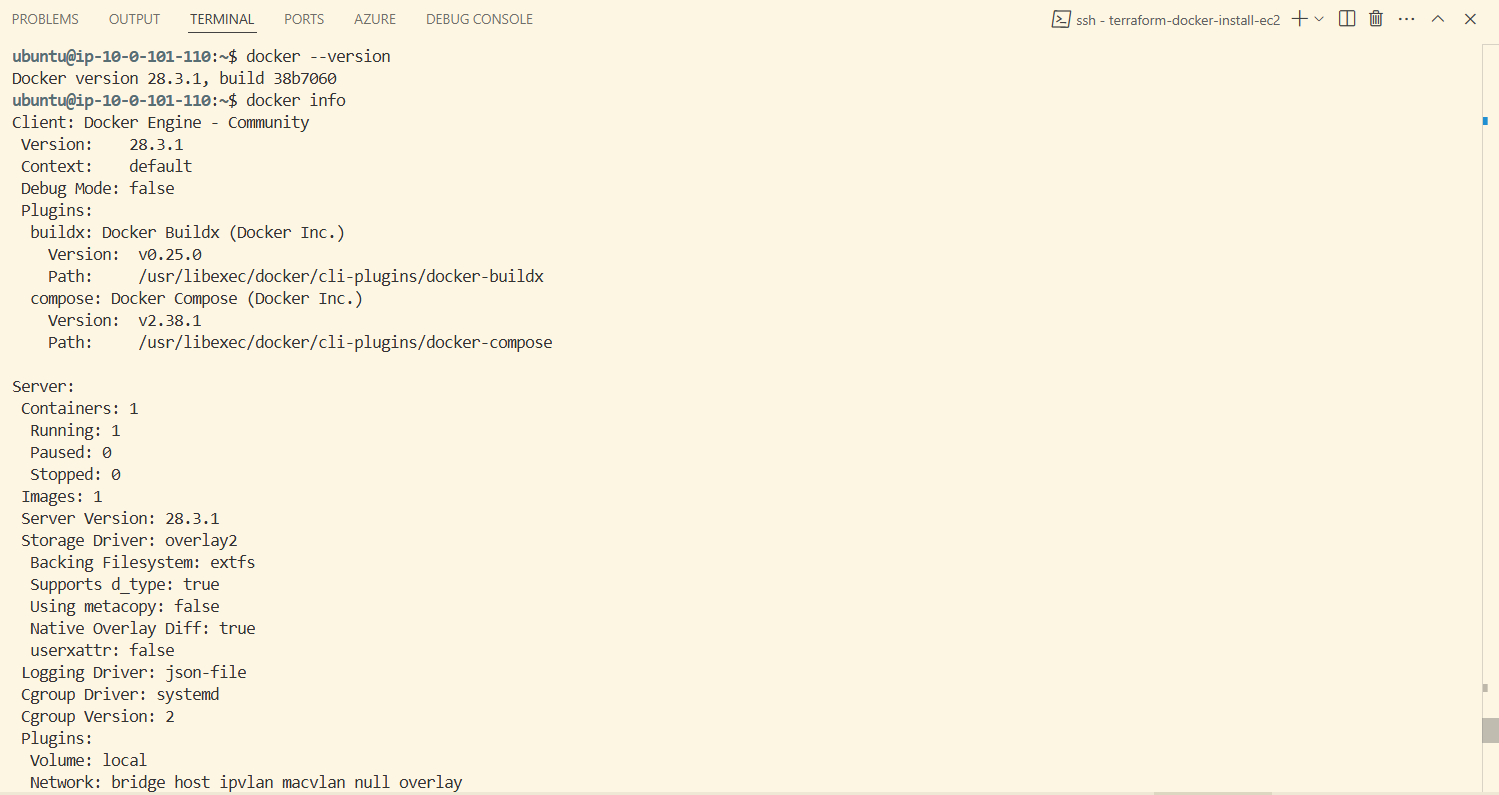 PROBLEMS OUTPUT TERMINAL PORTS AZURE DEBUG CONSOLE ssh - terraform-docker-install-ec2
ubuntu@ip-10-0-101-110:~$ docker --version
Docker version 28.3.1, build 38b7060
ubuntu@ip-10-0-101-110:~$ docker info
Client: Docker Engine - Community
 Version:    28.3.1
 Context:    default
 Debug Mode: false
 Plugins:
  buildx: Docker Buildx (Docker Inc.)
    Version:  v0.25.0
    Path:     /usr/libexec/docker/cli-plugins/docker-buildx
  compose: Docker Compose (Docker Inc.)
    Version:  v2.38.1
    Path:     /usr/libexec/docker/cli-plugins/docker-compose

Server:
 Containers: 1
  Running: 1
  Paused: 0
  Stopped: 0
 Images: 1
 Server Version: 28.3.1
 Storage Driver: overlay2
  Backing Filesystem: extfs
  Supports d_type: true
  Using metacopy: false
  Native Overlay Diff: true
  userxattr: false
 Logging Driver: json-file
 Cgroup Driver: systemd
 Cgroup Version: 2
 Plugins:
  Volume: local
  Network: bridge host ipvlan macvlan null overlay